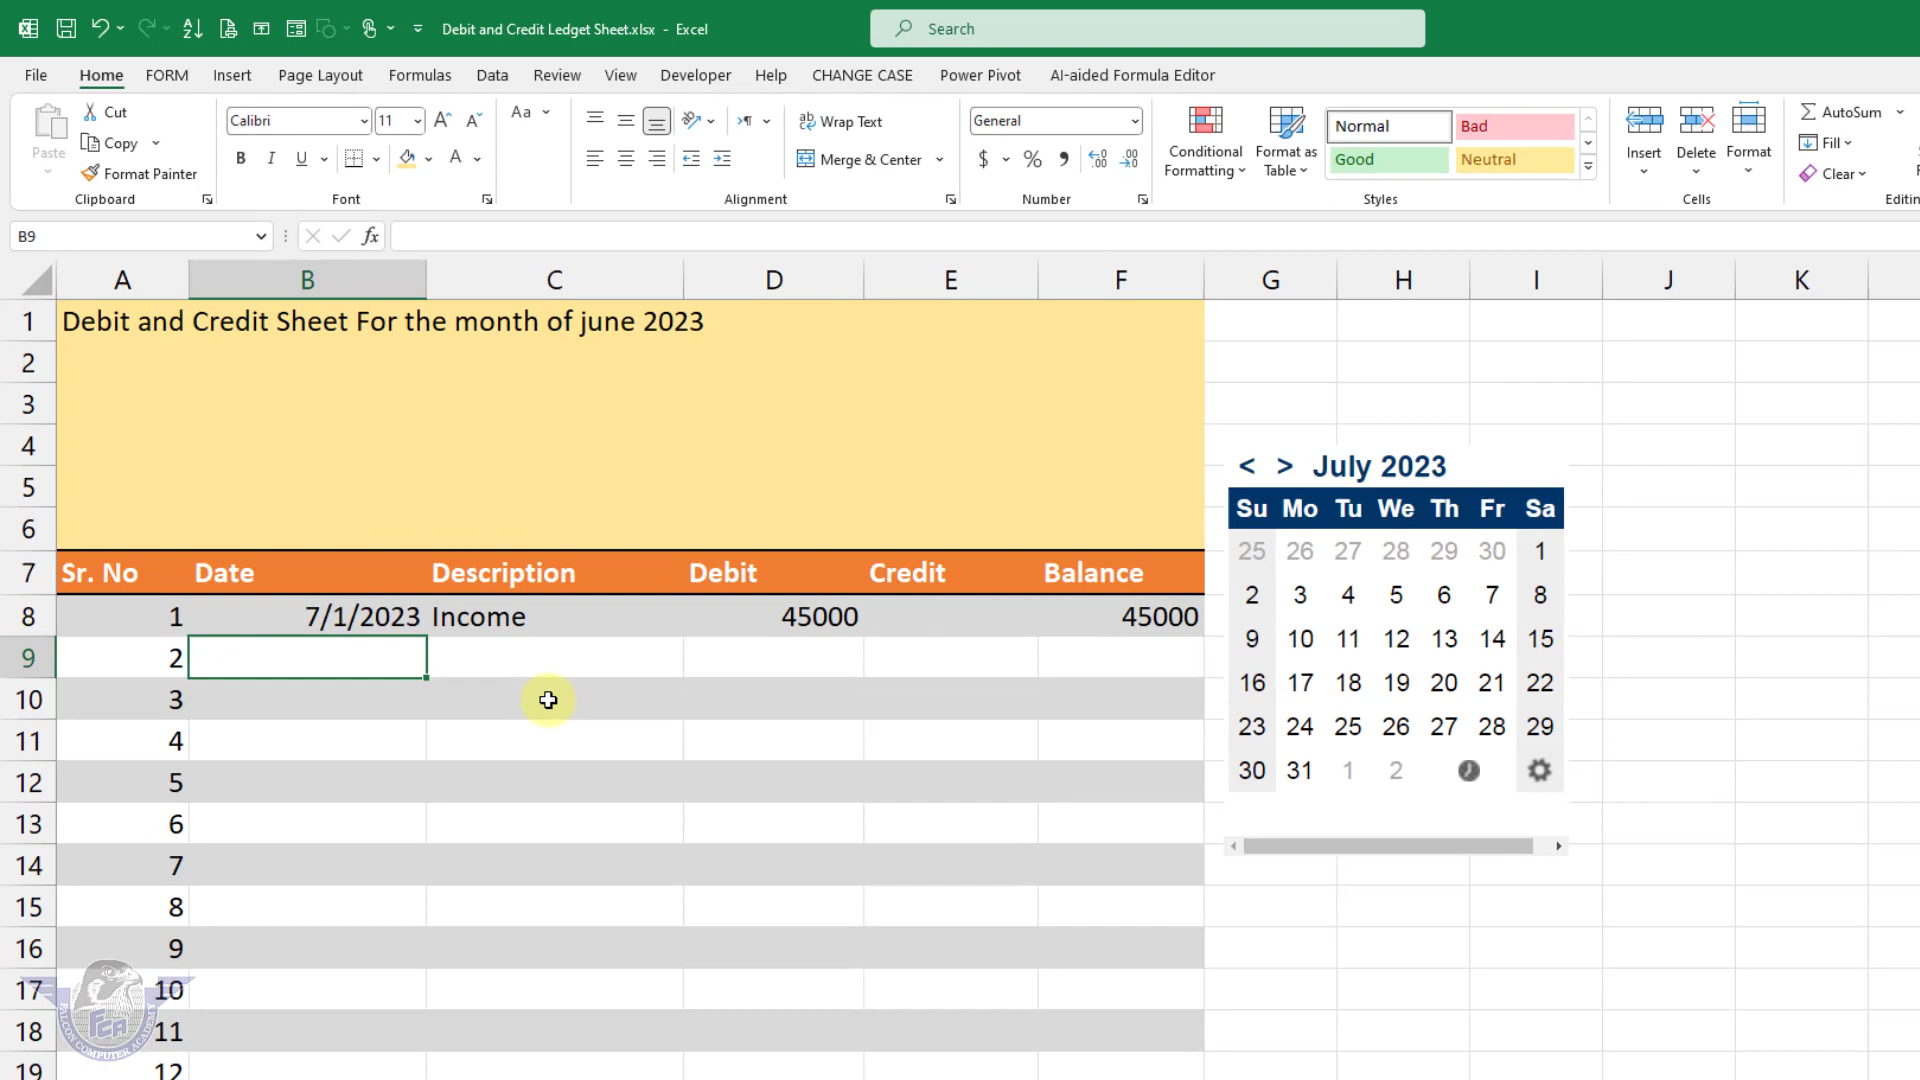 Debit and Credit Ledget Sheet.xlsx - Excel
Search
File Home FORM Insert Page Layout Formulas Data Review View Developer Help CHANGE CASE Power Pivot AI-aided Formula Editor
Paste
Cut
Copy
Format Painter
Clipboard
Calibri 11
B I U
Font
Wrap Text
Merge & Center
Alignment
General
$ %
Number
Conditional Formatting
Format as Table
Normal Bad
Good Neutral
Styles
Insert Delete Format
Cells
AutoSum
Fill
Clear
Editin
B9
fx
A B C D E F G H I J K
1 Debit and Credit Sheet For the month of june 2023
2
3
4
5
6
7 Sr. No Date Description Debit Credit Balance
8 1 7/1/2023 Income 45000 45000
9 2
10 3
11 4
12 5
13 6
14 7
15 8
16 9
17 10
18 11
19 12
< > July 2023
Su Mo Tu We Th Fr Sa
25 26 27 28 29 30 1
2 3 4 5 6 7 8
9 10 11 12 13 14 15
16 17 18 19 20 21 22
23 24 25 26 27 28 29
30 31 1 2
FCA
FALCON COMPUTER ACADEMY